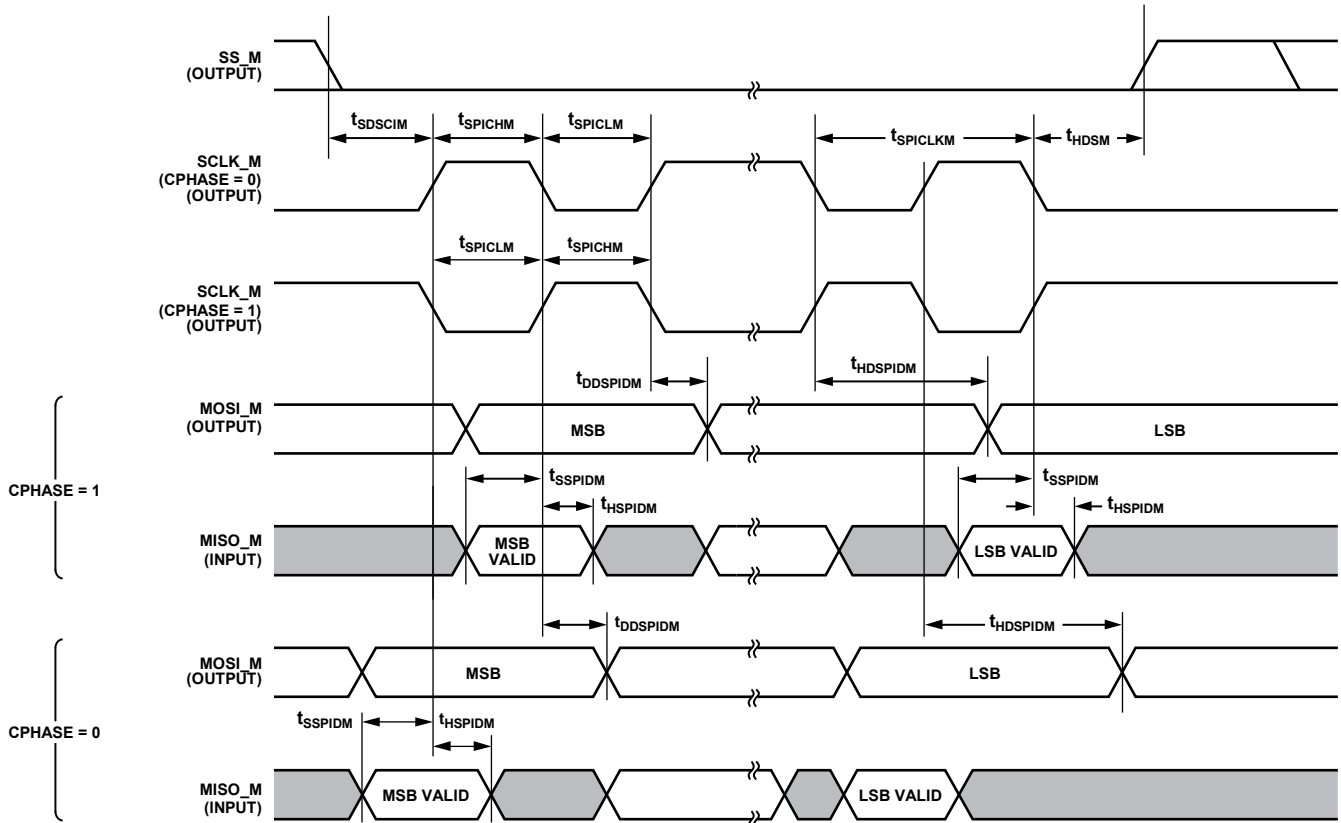 SS_M
(OUTPUT)
tSDSCIM tSPICHM tSPICLM tSPICLKM tHDSM
SCLK_M
(CPHASE = 0)
(OUTPUT)
tSPICLM tSPICHM
SCLK_M
(CPHASE = 1)
(OUTPUT)
tDDSPIDM tHDSPIDM
CPHASE = 1
MOSI_M
(OUTPUT)
MSB LSB
tSSPIDM tSSPIDM
tHSPIDM tHSPIDM
MISO_M
(INPUT)
MSB
VALID
LSB VALID
tDDSPIDM tHDSPIDM
CPHASE = 0
MOSI_M
(OUTPUT)
MSB LSB
tSSPIDM tHSPIDM
MISO_M
(INPUT)
MSB VALID LSB VALID